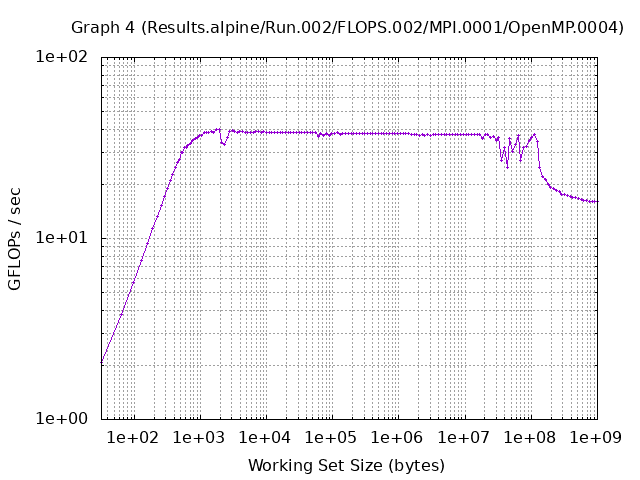 Graph 4 (Results.alpine/Run.002/FLOPS.002/MPI.0001/OpenMP.0004)
1e+02
1e+01
1e+00
GFLOPs / sec
1e+02 1e+03 1e+04 1e+05 1e+06 1e+07 1e+08 1e+09
Working Set Size (bytes)